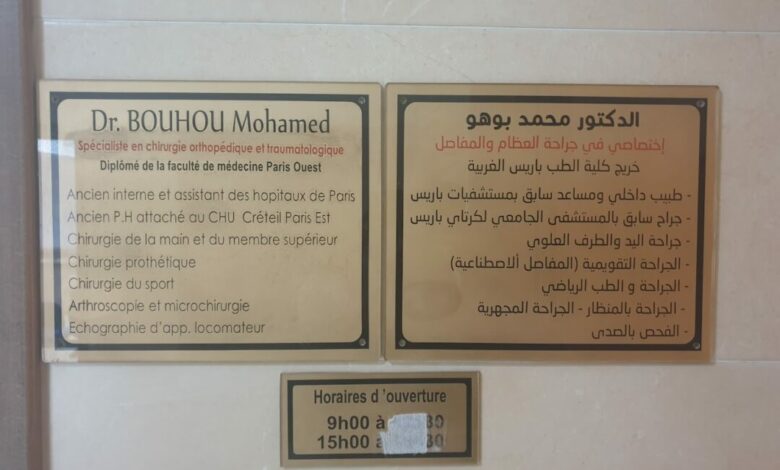 Dr. BOUHOU Mohamed
Spécialiste en chirurgie orthopédique et traumatologique
Diplômé de la faculté de médecine Paris Ouest
Ancien interne et assistant des hopitaux de Paris
Ancien P.H attaché au CHU Créteil Paris Est
Chirurgie de la main et du membre supérieur
Chirurgie prothétique
Chirurgie du sport
Arthroscopie et microchirurgie
Echographie d'app. locomateur
الدكتور محمد بوهو
إختصاصي في جراحة العظام والمفاصل
خريج كلية الطب باريس الغربية
- طبيب داخلي ومساعد سابق بمستشفيات باريس
- جراح سابق بالمستشفى الجامعي لكرتاي باريس
- جراحة اليد والطرف العلوي
- الجراحة التقويمية (المفاصل ألاصطناعية)
- الجراحة و الطب الرياضي
- الجراحة بالمنظار - الجراحة المجهرية
- الفحص بالصدى
Horaires d 'ouverture
9h00 à 30
15h00 30